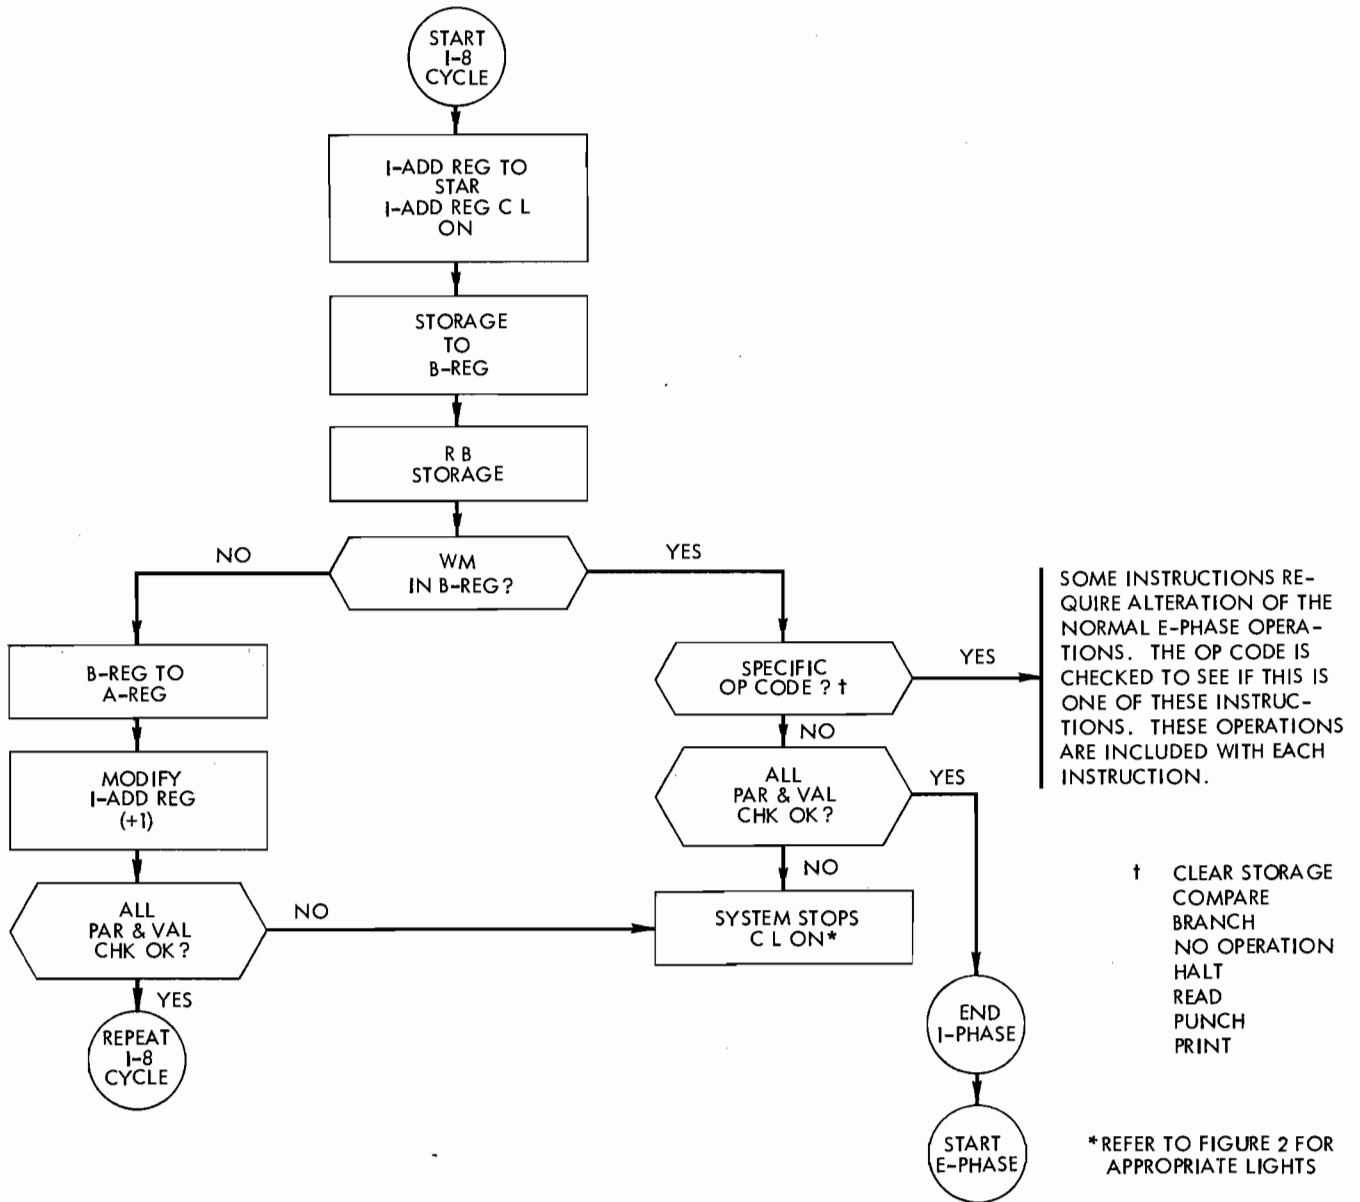 START
I-8
CYCLE
I-ADD REG TO
STAR
I-ADD REG C L
ON
STORAGE
TO
B-REG
R B
STORAGE
WM
IN B-REG?
NO
YES
B-REG TO
A-REG
MODIFY
I-ADD REG
(+1)
ALL
PAR & VAL
CHK OK?
NO
YES
REPEAT
I-8
CYCLE
SPECIFIC
OP CODE ? †
YES
NO
ALL
PAR & VAL
CHK OK?
YES
NO
SYSTEM STOPS
C L ON*
END
I-PHASE
START
E-PHASE
SOME INSTRUCTIONS RE-
QUIRE ALTERATION OF THE
NORMAL E-PHASE OPERA-
TIONS. THE OP CODE IS
CHECKED TO SEE IF THIS IS
ONE OF THESE INSTRUC-
TIONS. THESE OPERATIONS
ARE INCLUDED WITH EACH
INSTRUCTION.
† CLEAR STORAGE
COMPARE
BRANCH
NO OPERATION
HALT
READ
PUNCH
PRINT
*REFER TO FIGURE 2 FOR
APPROPRIATE LIGHTS